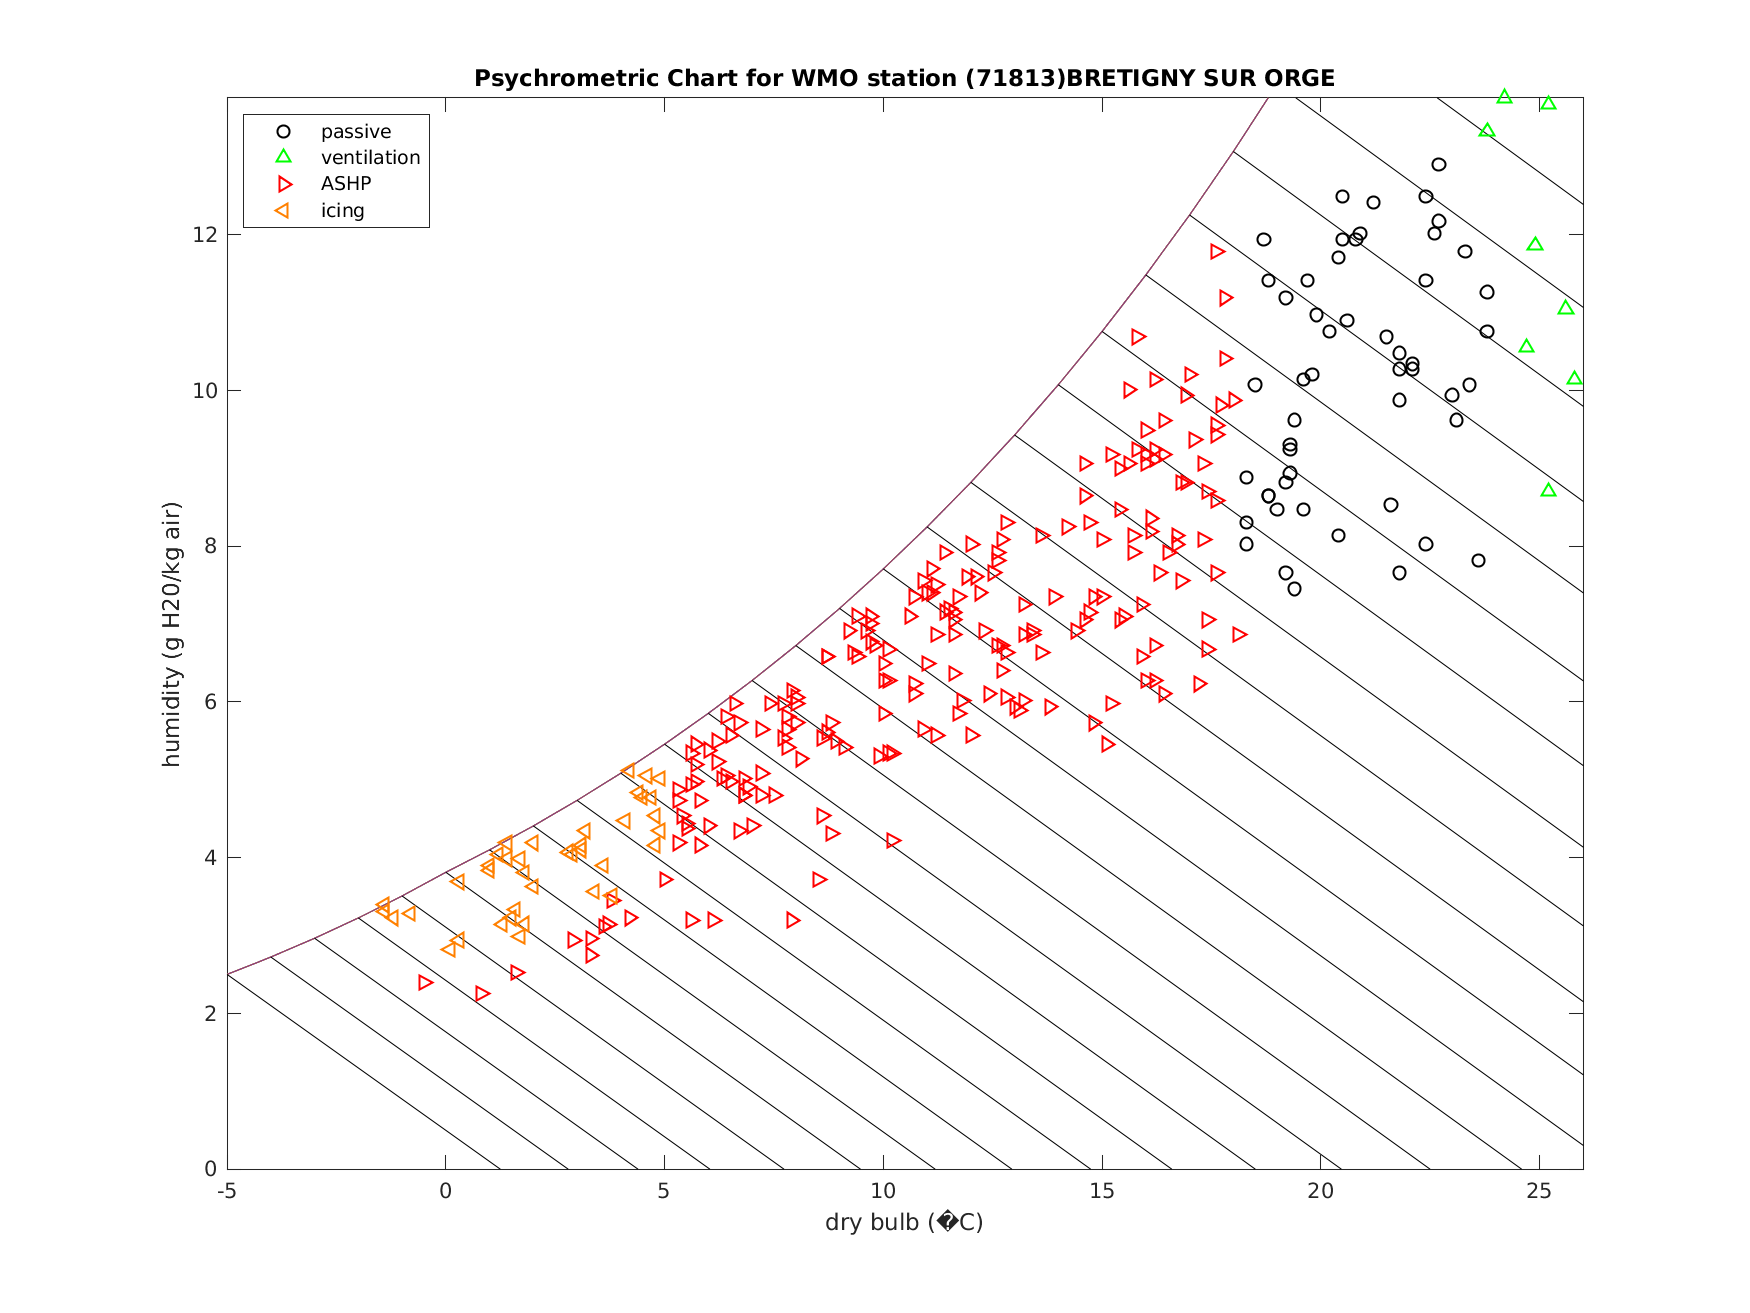 Psychrometric Chart for WMO station (71813)BRETIGNY SUR ORGE
passive
ventilation
ASHP
icing
humidity (g H20/kg air)
12
10
8
6
4
2
0
-5
0
5
10
15
20
25
dry bulb (�C)